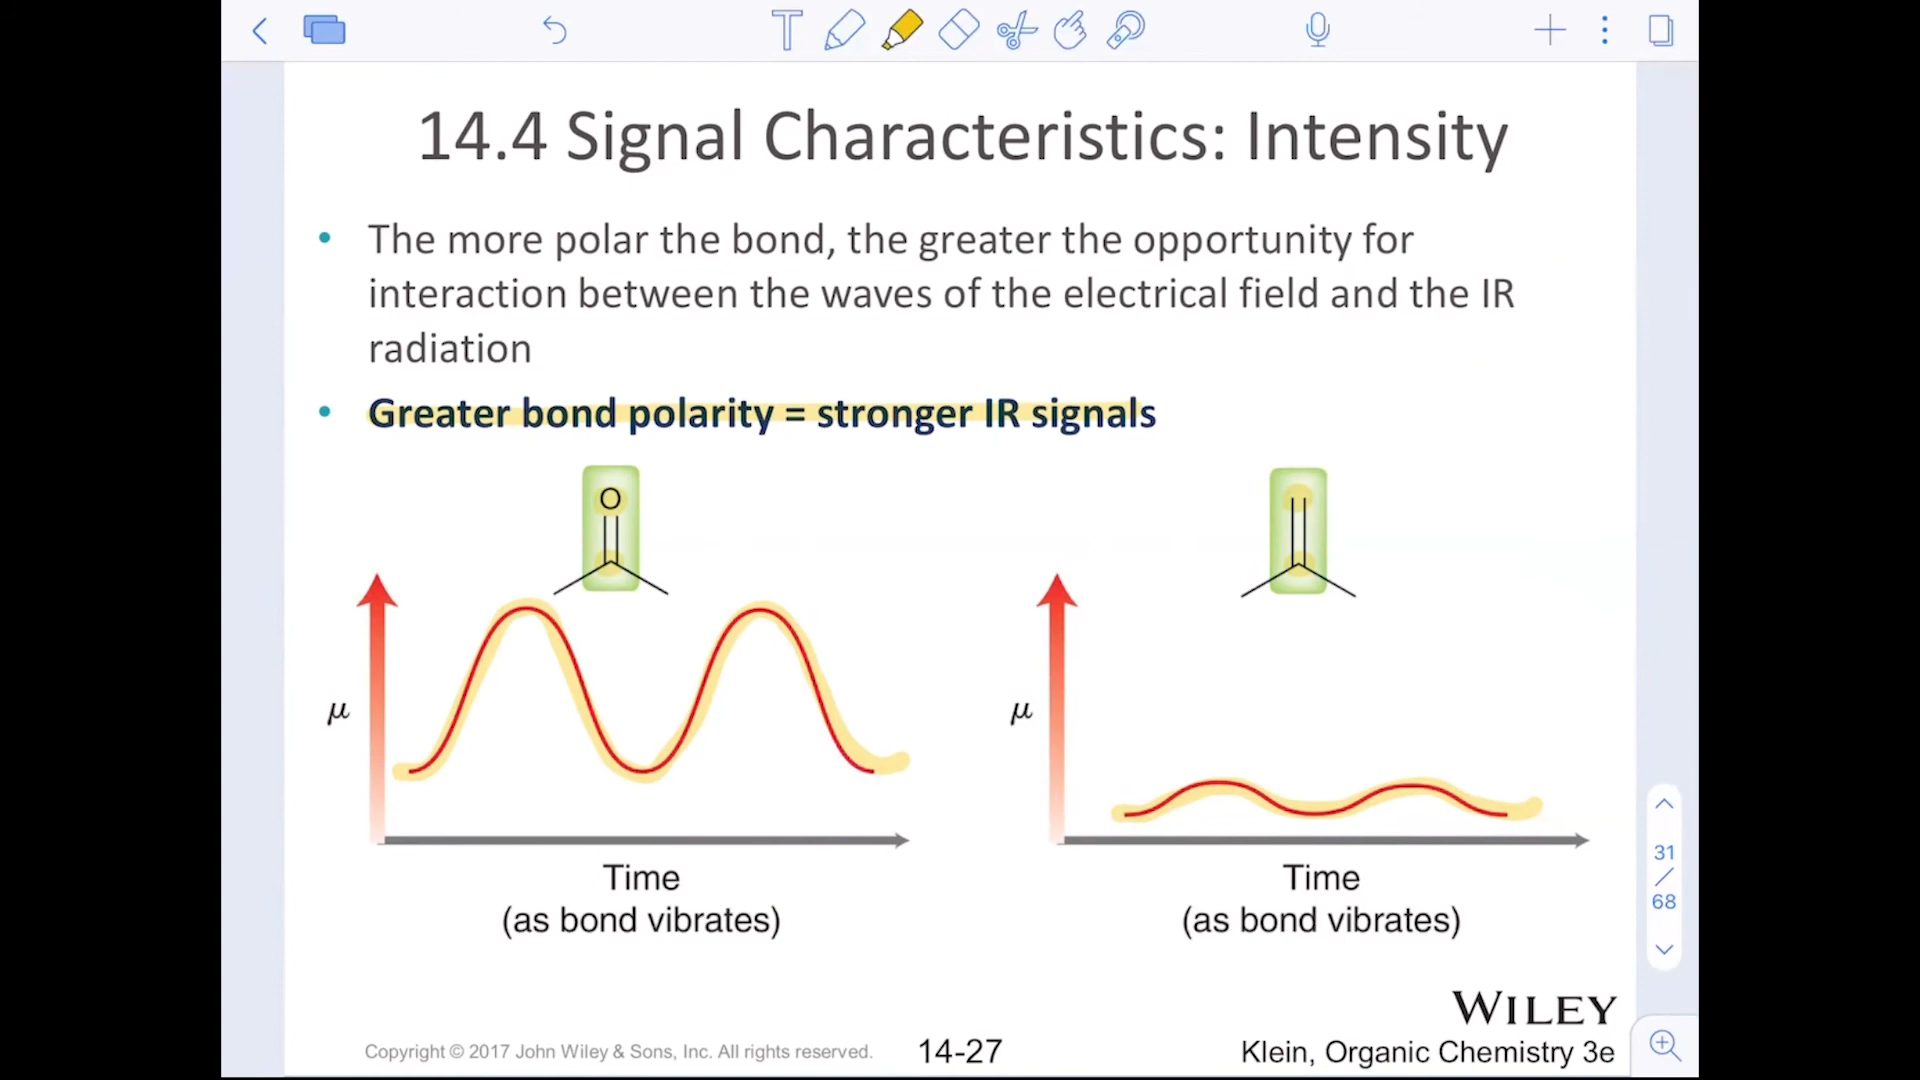 14.4 Signal Characteristics: Intensity
• The more polar the bond, the greater the opportunity for
interaction between the waves of the electrical field and the IR
radiation
• Greater bond polarity = stronger IR signals
O
μ
Time
(as bond vibrates)
μ
Time
(as bond vibrates)
31
/
68
WILEY
Copyright © 2017 John Wiley & Sons, Inc. All rights reserved.
14-27
Klein, Organic Chemistry 3e